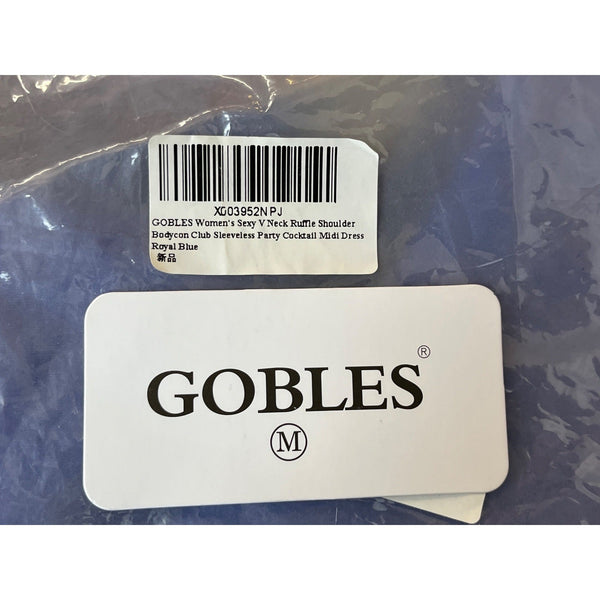 X003952NPJ
GOBLES Women's Sexy V Neck Ruffle Shoulder
Bodycon Club Sleeveless Party Cocktail Midi Dress
Royal Blue
新品
GOBLES®
M